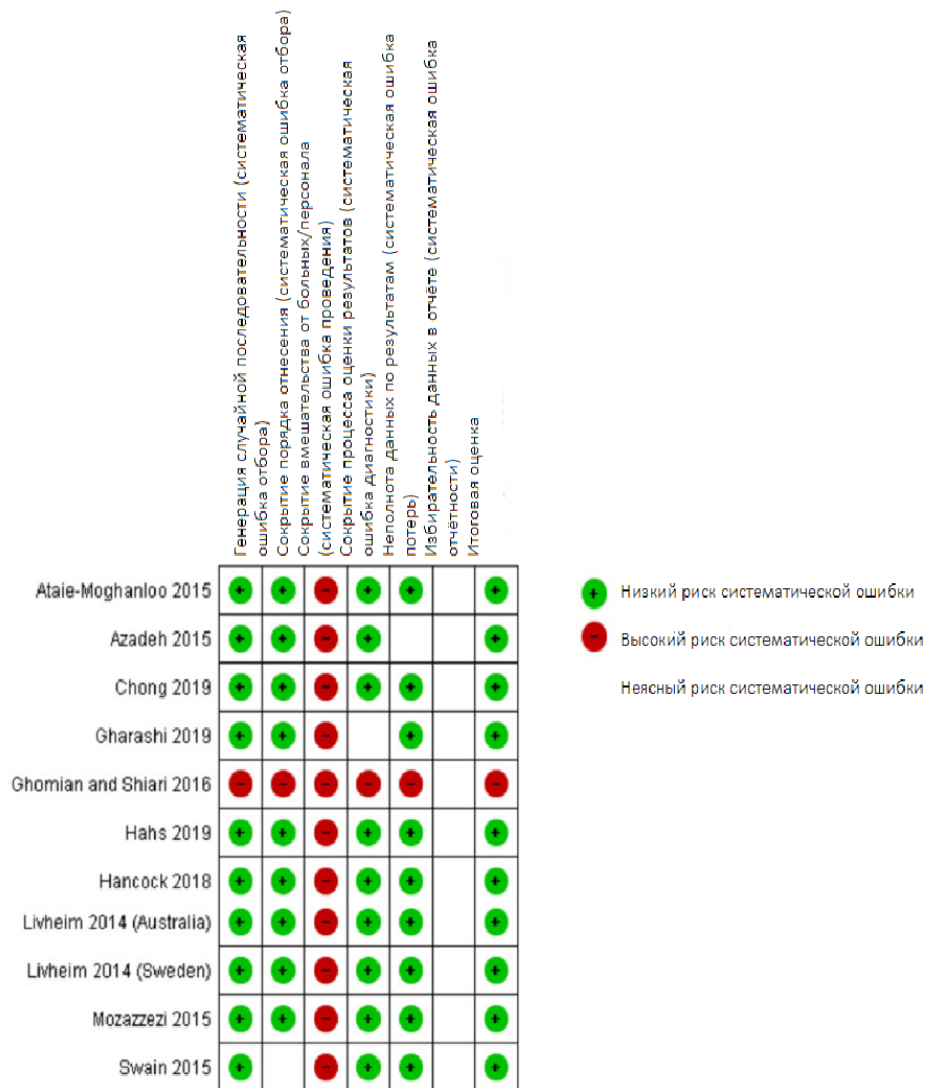 Генерация случайной последовательности (систематическая
ошибка отбора)
Сокрытие порядка отнесения (систематическая ошибка отбора)
Сокрытие вмешательства от больных/персонала
(систематическая ошибка проведения)
Сокрытие процесса оценки результатов (систематическая
ошибка диагностики)
Неполнота данных по результатам (систематическая ошибка
потерь)
Избирательность данных в отчёте (систематическая ошибка
отчётности)
Итоговая оценка
Ataie-Moghanloo 2015
Azadeh 2015
Chong 2019
Gharashi 2019
Ghomian and Shiari 2016
Hahs 2019
Hancock 2018
Livheim 2014 (Australia)
Livheim 2014 (Sweden)
Mozazzezi 2015
Swain 2015
Низкий риск систематической ошибки
Высокий риск систематической ошибки
Неясный риск систематической ошибки